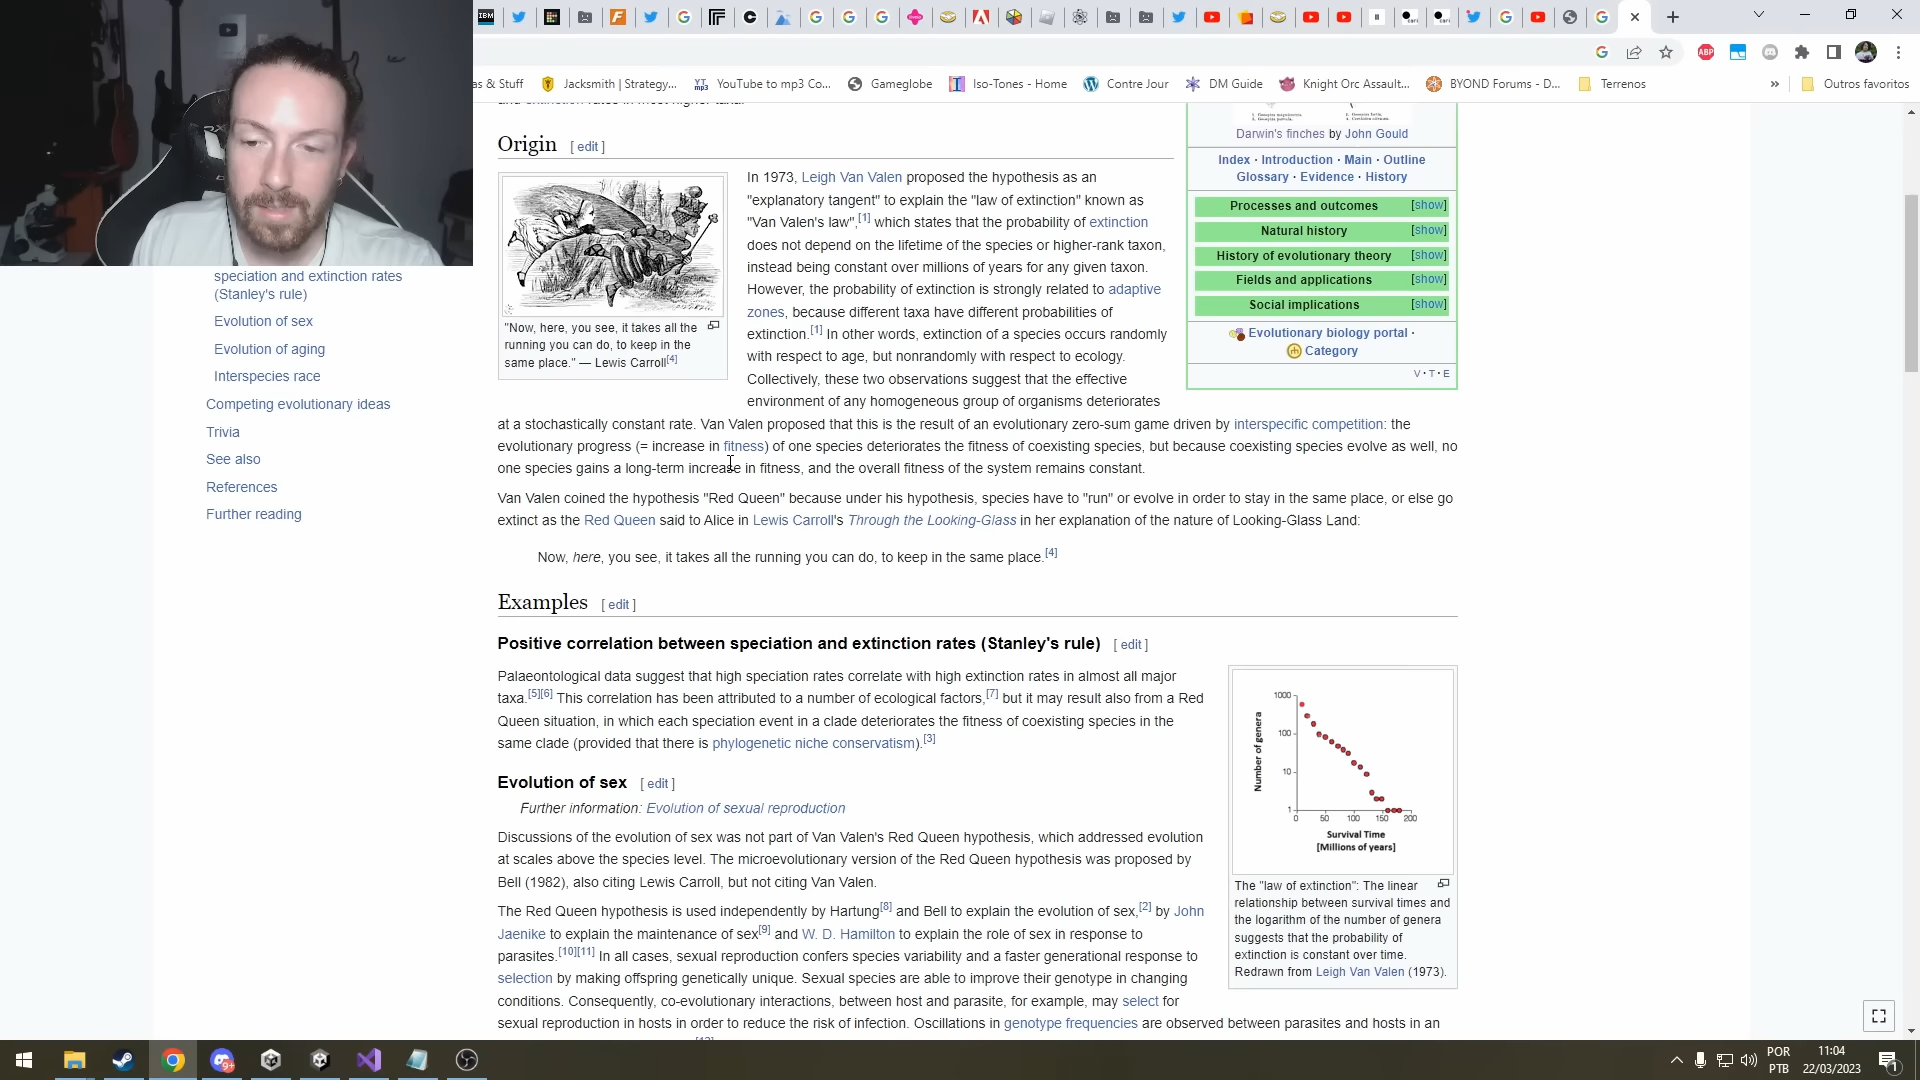 as & Stuff
Jacksmith | Strategy...
YouTube to mp3 Co...
Gameglobe
Iso-Tones - Home
Contre Jour
DM Guide
Knight Orc Assault...
BYOND Forums - D...
Terrenos
»
Outros favoritos
speciation and extinction rates
(Stanley's rule)
Evolution of sex
Evolution of aging
Interspecies race
Competing evolutionary ideas
Trivia
See also
References
Further reading
Origin [ edit ]
"Now, here, you see, it takes all the
running you can do, to keep in the
same place." — Lewis Carroll[4]
In 1973, Leigh Van Valen proposed the hypothesis as an
"explanatory tangent" to explain the "law of extinction" known as
"Van Valen's law",[1] which states that the probability of extinction
does not depend on the lifetime of the species or higher-rank taxon,
instead being constant over millions of years for any given taxon.
However, the probability of extinction is strongly related to adaptive
zones, because different taxa have different probabilities of
extinction.[1] In other words, extinction of a species occurs randomly
with respect to age, but nonrandomly with respect to ecology.
Collectively, these two observations suggest that the effective
environment of any homogeneous group of organisms deteriorates
at a stochastically constant rate. Van Valen proposed that this is the result of an evolutionary zero-sum game driven by interspecific competition: the
evolutionary progress (= increase in fitness) of one species deteriorates the fitness of coexisting species, but because coexisting species evolve as well, no
one species gains a long-term increase in fitness, and the overall fitness of the system remains constant.
Van Valen coined the hypothesis "Red Queen" because under his hypothesis, species have to "run" or evolve in order to stay in the same place, or else go
extinct as the Red Queen said to Alice in Lewis Carroll's Through the Looking-Glass in her explanation of the nature of Looking-Glass Land:
Now, here, you see, it takes all the running you can do, to keep in the same place.[4]
Darwin's finches by John Gould
Index · Introduction · Main · Outline
Glossary · Evidence · History
Processes and outcomes [show]
Natural history [show]
History of evolutionary theory [show]
Fields and applications [show]
Social implications [show]
Evolutionary biology portal ·
Category
V · T · E
Examples [ edit ]
Positive correlation between speciation and extinction rates (Stanley's rule) [ edit ]
Palaeontological data suggest that high speciation rates correlate with high extinction rates in almost all major
taxa.[5][6] This correlation has been attributed to a number of ecological factors,[7] but it may result also from a Red
Queen situation, in which each speciation event in a clade deteriorates the fitness of coexisting species in the
same clade (provided that there is phylogenetic niche conservatism).[3]
Evolution of sex [ edit ]
Further information: Evolution of sexual reproduction
Discussions of the evolution of sex was not part of Van Valen's Red Queen hypothesis, which addressed evolution
at scales above the species level. The microevolutionary version of the Red Queen hypothesis was proposed by
Bell (1982), also citing Lewis Carroll, but not citing Van Valen.
The Red Queen hypothesis is used independently by Hartung[8] and Bell to explain the evolution of sex,[2] by John
Jaenike to explain the maintenance of sex[9] and W. D. Hamilton to explain the role of sex in response to
parasites.[10][11] In all cases, sexual reproduction confers species variability and a faster generational response to
selection by making offspring genetically unique. Sexual species are able to improve their genotype in changing
conditions. Consequently, co-evolutionary interactions, between host and parasite, for example, may select for
sexual reproduction in hosts in order to reduce the risk of infection. Oscillations in genotype frequencies are observed between parasites and hosts in an
Number of genera
1000
100
10
1
0 50 100 150 200
Survival Time
[Millions of years]
The "law of extinction": The linear
relationship between survival times and
the logarithm of the number of genera
suggests that the probability of
extinction is constant over time.
Redrawn from Leigh Van Valen (1973).
POR
PTB
11:04
22/03/2023